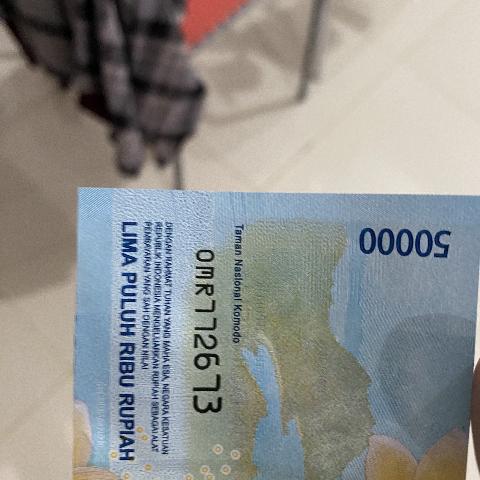 50000
Taman Nasional Komodo
OMR772673
DENGAN RAHMAT TUHAN YANG MAHA ESA, NEGARA KESATUAN
REPUBLIK INDONESIA MENGELUARKAN RUPIAH SEBAGAI ALAT
PEMBAYARAN YANG SAH DENGAN NILAI
LIMA PULUH RIBU RUPIAH